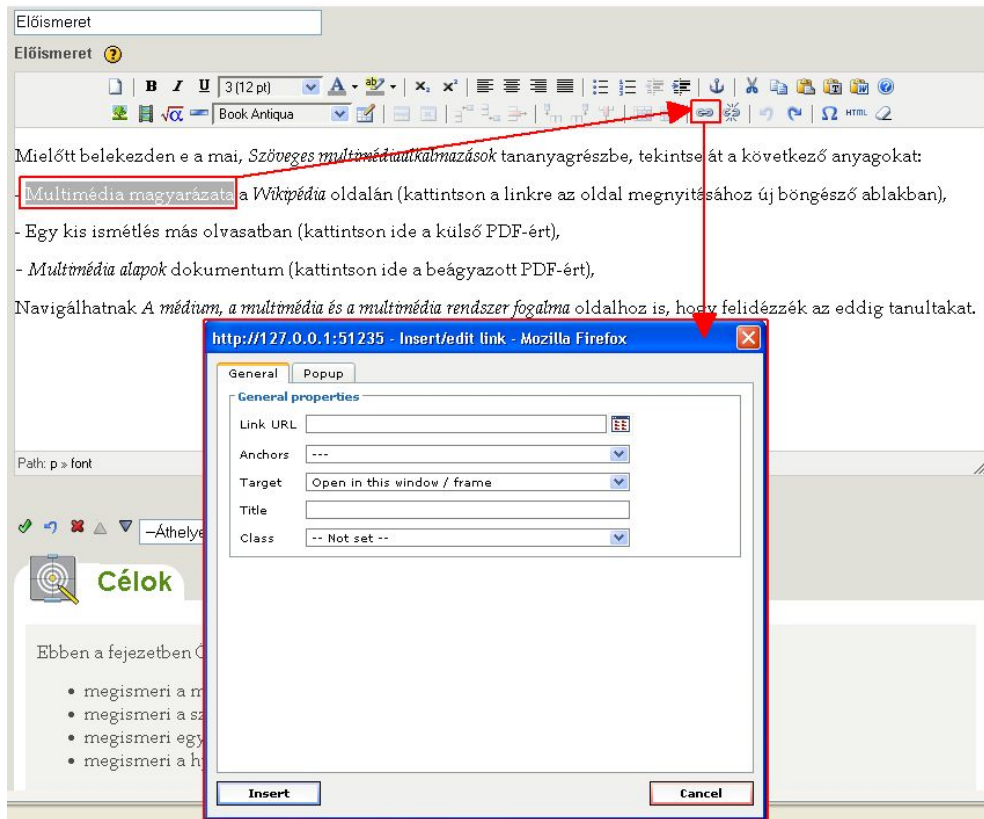 Előismeret
Előismeret
B I U 3 (12 pt) A ab x₂ x²
√α Book Antiqua Ω HTML
Mielőtt belekezden e a mai, Szöveges multimédiaalkalmazások tananyagrészbe, tekintse át a következő anyagokat:
- Multimédia magyarázata a Wikipédia oldalán (kattintson a linkre az oldal megnyitásához új böngésző ablakban),
- Egy kis ismétlés más olvasatban (kattintson ide a külső PDF-ért),
- Multimédia alapok dokumentum (kattintson ide a beágyazott PDF-ért),
Navigálhatnak A médium, a multimédia és a multimédia rendszer fogalma oldalhoz is, hogy felidézzék az eddig tanultakat.
http://127.0.0.1:51235 - Insert/edit link - Mozilla Firefox
General Popup
General properties
Link URL
Anchors ---
Target Open in this window / frame
Title
Class -- Not set --
Insert Cancel
Path: p » font
–Áthelye
Célok
Ebben a fejezetben
• megismeri a
• megismeri a
• megismeri egy
• megismeri a